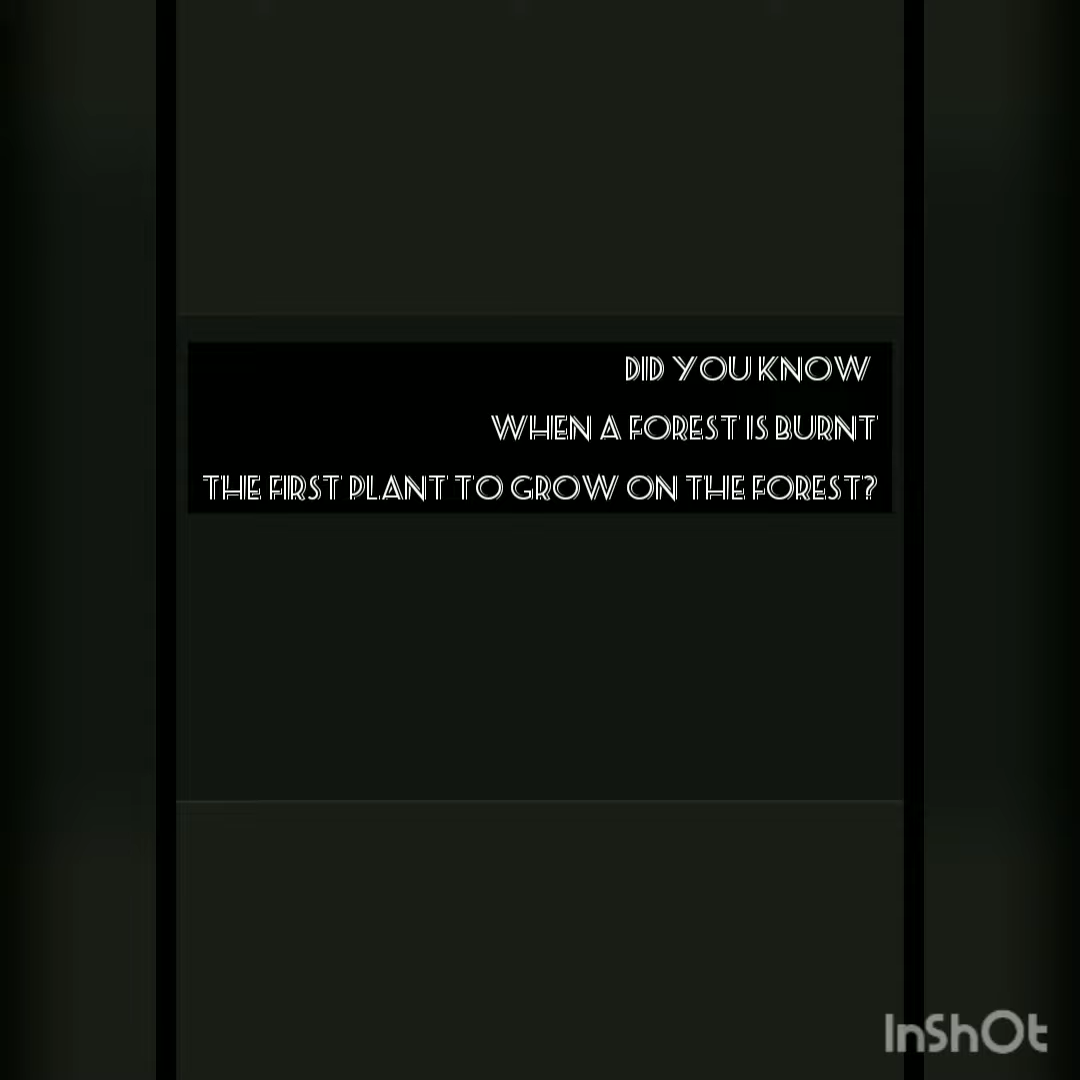 DID YOU KNOW
WHEN A FOREST IS BURNT
THE FIRST PLANT TO GROW ON THE FOREST?
InShOt